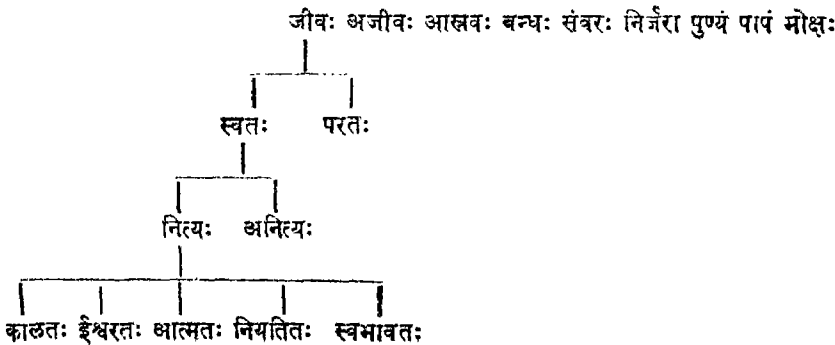 जीवः अजीवः आस्रवः बन्धः संवरः निर्जरा पुण्यं पापं मोक्षः
स्वतः परतः
नित्यः अनित्यः
कालतः ईश्वरतः आत्मतः नियतितः स्वभावतः